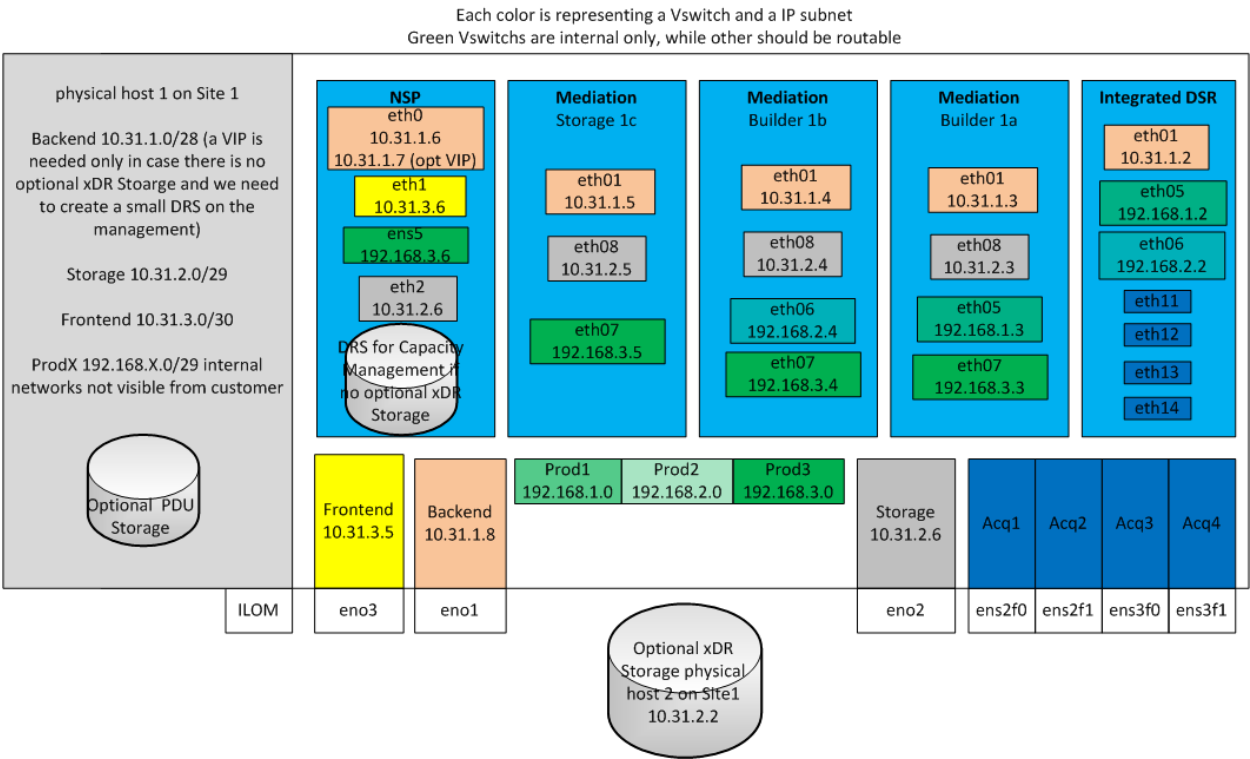 Each color is representing a Vswitch and a IP subnet
Green Vswitchs are internal only, while other should be routable
physical host 1 on Site 1
Backend 10.31.1.0/28 (a VIP is
needed only in case there is no
optional xDR Stoarge and we need
to create a small DRS on the
management)
Storage 10.31.2.0/29
Frontend 10.31.3.0/30
ProdX 192.168.X.0/29 internal
networks not visible from customer
Optional PDU
Storage
NSP
eth0
10.31.1.6
10.31.1.7 (opt VIP)
eth1
10.31.3.6
ens5
192.168.3.6
eth2
10.31.2.6
DRS for Capacity
Management if
no optional xDR
Storage
Mediation
Storage 1c
eth01
10.31.1.5
eth08
10.31.2.5
eth07
192.168.3.5
Mediation
Builder 1b
eth01
10.31.1.4
eth08
10.31.2.4
eth06
192.168.2.4
eth07
192.168.3.4
Mediation
Builder 1a
eth01
10.31.1.3
eth08
10.31.2.3
eth05
192.168.1.3
eth07
192.168.3.3
Integrated DSR
eth01
10.31.1.2
eth05
192.168.1.2
eth06
192.168.2.2
eth11
eth12
eth13
eth14
Frontend
10.31.3.5
Backend
10.31.1.8
Prod1
192.168.1.0
Prod2
192.168.2.0
Prod3
192.168.3.0
Storage
10.31.2.6
Acq1
Acq2
Acq3
Acq4
ILOM
eno3
eno1
eno2
ens2f0
ens2f1
ens3f0
ens3f1
Optional xDR
Storage physical
host 2 on Site1
10.31.2.2